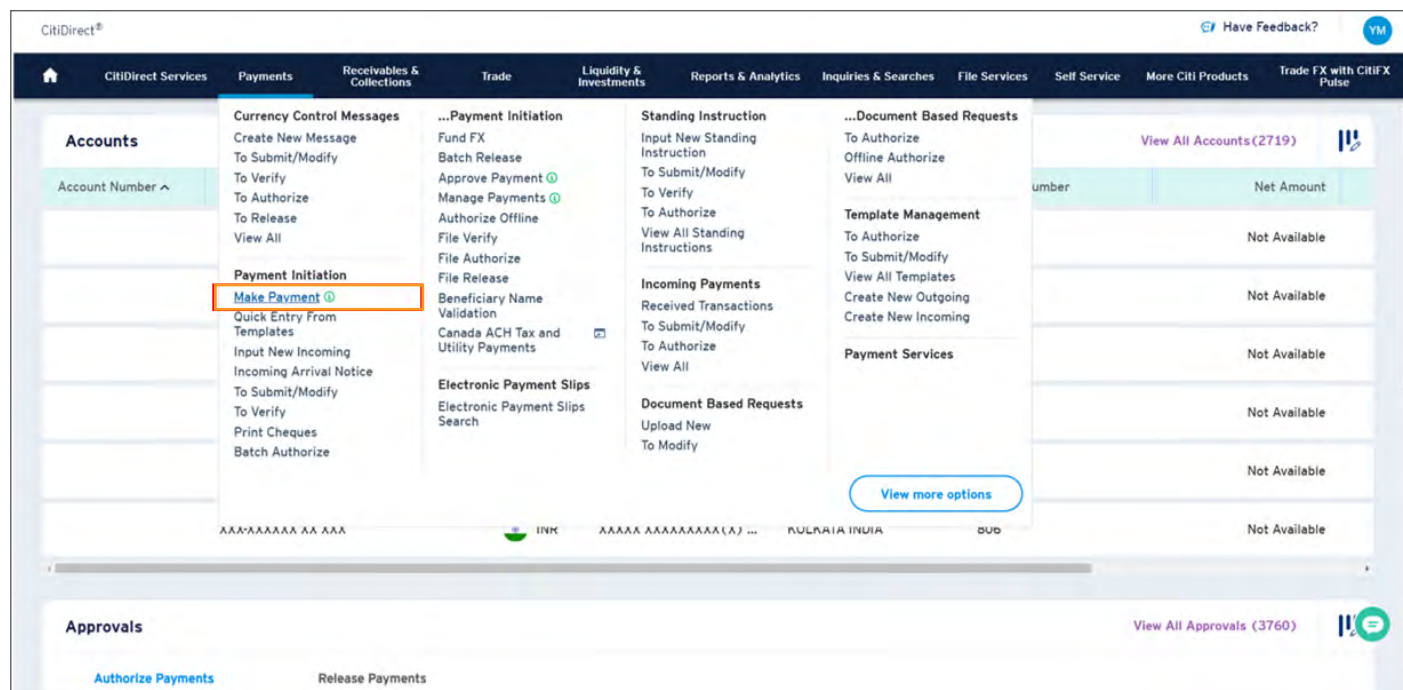 CitiDirect®
Have Feedback?
YM
CitiDirect Services
Payments
Receivables &
Collections
Trade
Liquidity &
Investments
Reports & Analytics
Inquiries & Searches
File Services
Self Service
More Citi Products
Trade FX with CitiFX
Pulse
Accounts
View All Accounts (2719)
Account Number
umber
Net Amount
Currency Control Messages
Create New Message
To Submit/Modify
To Verify
To Authorize
To Release
View All
Payment Initiation
Make Payment
Quick Entry From
Templates
Input New Incoming
Incoming Arrival Notice
To Submit/Modify
To Verify
Print Cheques
Batch Authorize
...Payment Initiation
Fund FX
Batch Release
Approve Payment
Manage Payments
Authorize Offline
File Verify
File Authorize
File Release
Beneficiary Name
Validation
Canada ACH Tax and
Utility Payments
Electronic Payment Slips
Electronic Payment Slips
Search
Standing Instruction
Input New Standing
Instruction
To Submit/Modify
To Verify
To Authorize
View All Standing
Instructions
Incoming Payments
Received Transactions
To Submit/Modify
To Authorize
View All
Document Based Requests
Upload New
To Modify
...Document Based Requests
To Authorize
Offline Authorize
View All
Template Management
To Authorize
To Submit/Modify
View All Templates
Create New Outgoing
Create New Incoming
Payment Services
View more options
Not Available
Not Available
Not Available
Not Available
Not Available
XXX-XXXXXX XX XXX
INR
XXXXX XXXXXXXXX(X) ...
KOLKATA INDIA
806
Not Available
Approvals
View All Approvals (3760)
Authorize Payments
Release Payments